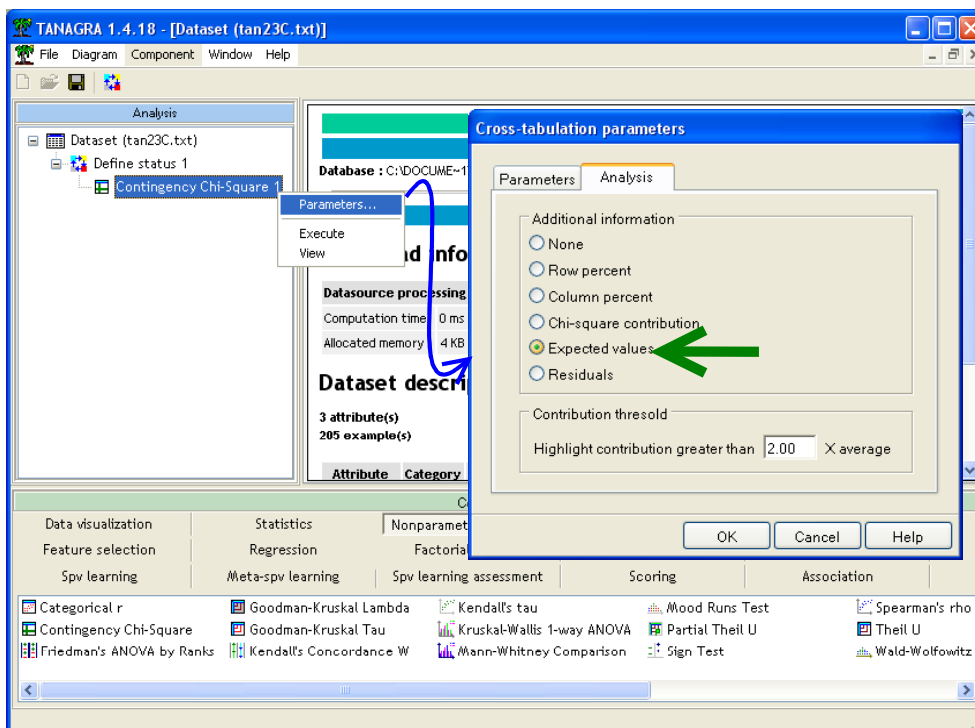 TANAGRA 1.4.18 - [Dataset (tan23C.txt)]
File Diagram Component Window Help
Analysis
Dataset (tan23C.txt)
Define status 1
Contingency Chi-Square 1
Parameters...
Execute
View
Database : C:\DOCUME~1
d info
Datasource processing
Computation time 0 ms
Allocated memory 4 KB
Dataset descri
3 attribute(s)
205 example(s)
Attribute Category
Cross-tabulation parameters
Parameters Analysis
Additional information
None
Row percent
Column percent
Chi-square contribution
Expected values
Residuals
Contribution thresold
Highlight contribution greater than 2.00 X average
OK Cancel Help
C
Data visualization Statistics Nonparamet
Feature selection Regression Factorial
Spv learning Meta-spv learning Spv learning assessment Scoring Association
Categorical r Goodman-Kruskal Lambda Kendall's tau Mood Runs Test Spearman's rho
Contingency Chi-Square Goodman-Kruskal Tau Kruskal-Wallis 1-way ANOVA Partial Theil U Theil U
Friedman's ANOVA by Ranks Kendall's Concordance W Mann-Whitney Comparison Sign Test Wald-Wolfowitz